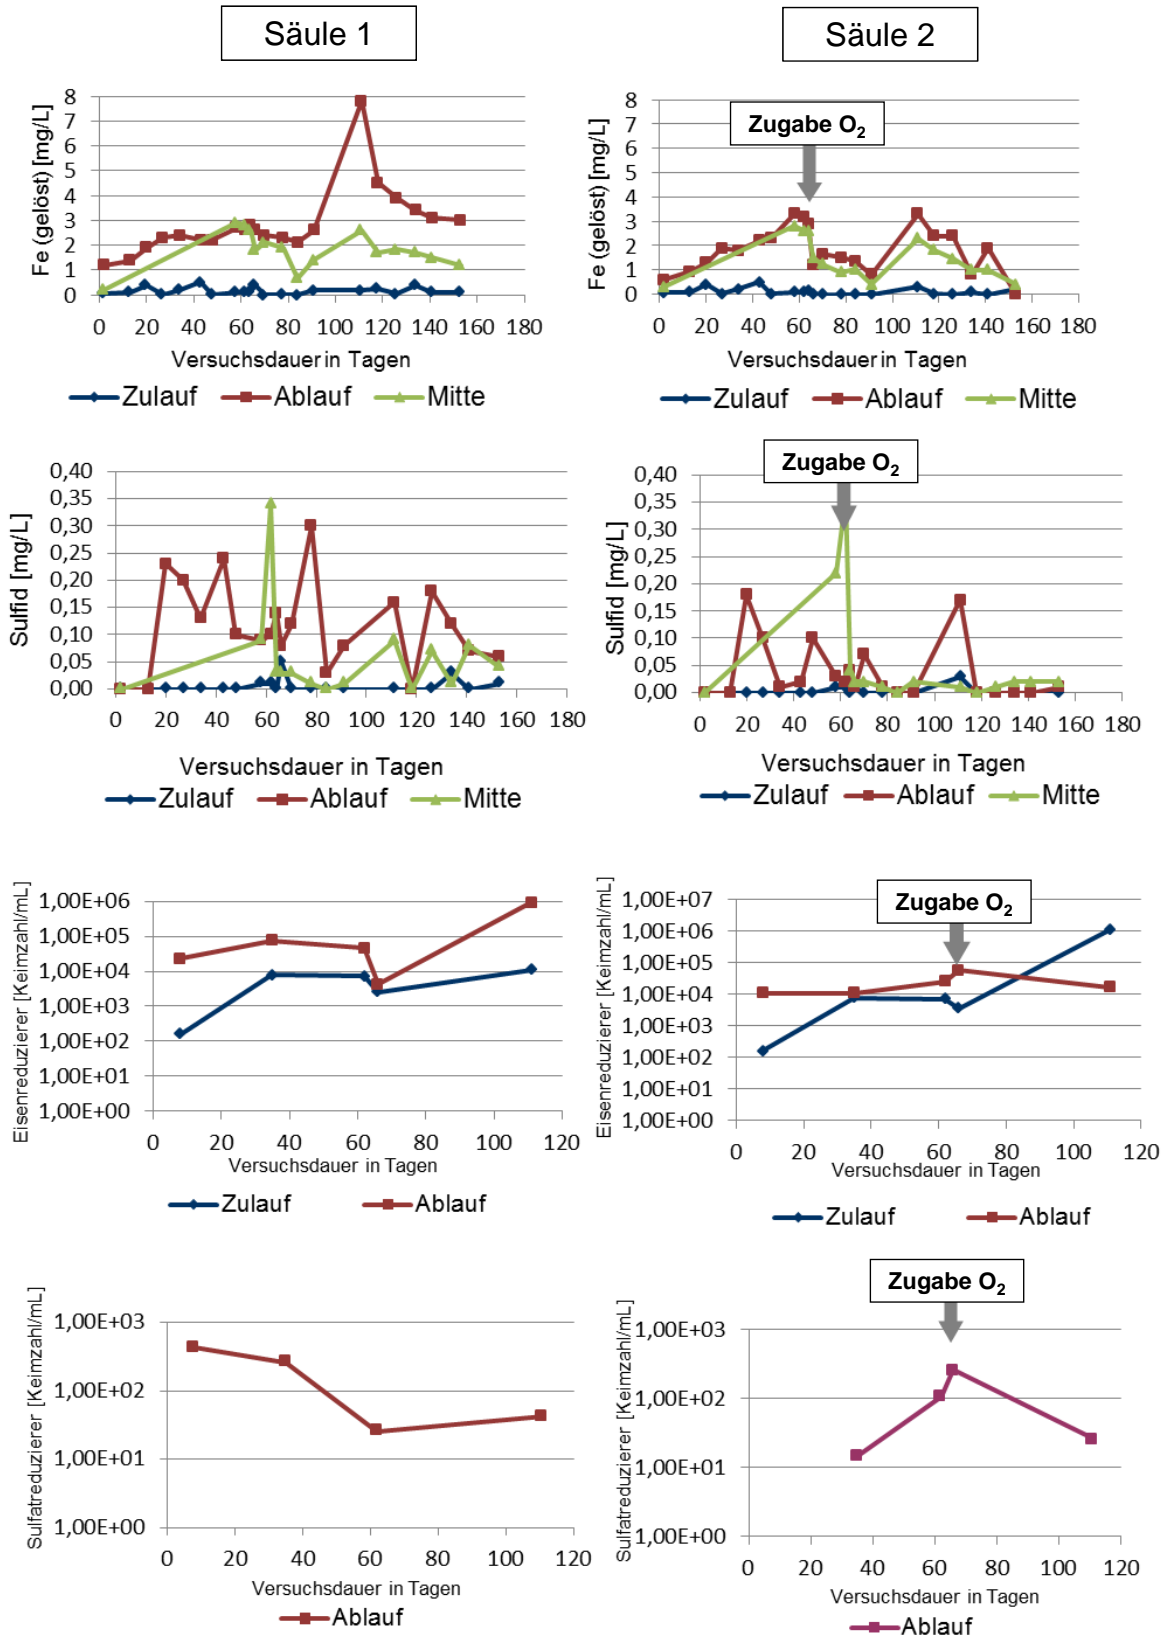 Säule 1
Säule 2
Fe (gelöst) [mg/L]
8
7
6
5
4
3
2
1
0
0 20 40 60 80 100 120 140 160 180
Versuchsdauer in Tagen
Zulauf Ablauf Mitte
Fe (gelöst) [mg/L]
8
7
6
5
4
3
2
1
0
Zugabe O2
0 20 40 60 80 100 120 140 160 180
Versuchsdauer in Tagen
Zulauf Ablauf Mitte
Sulfid [mg/L]
0,40
0,35
0,30
0,25
0,20
0,15
0,10
0,05
0,00
0 20 40 60 80 100 120 140 160 180
Versuchsdauer in Tagen
Zulauf Ablauf Mitte
Sulfid [mg/L]
Zugabe O2
0,40
0,35
0,30
0,25
0,20
0,15
0,10
0,05
0,00
0 20 40 60 80 100 120 140 160 180
Versuchsdauer in Tagen
Zulauf Ablauf Mitte
Eisenreduzierer [Keimzahl/mL]
1,00E+06
1,00E+05
1,00E+04
1,00E+03
1,00E+02
1,00E+01
1,00E+00
0 20 40 60 80 100 120
Versuchsdauer in Tagen
Zulauf Ablauf
Eisenreduzierer [Keimzahl/mL]
Zugabe O2
1,00E+07
1,00E+06
1,00E+05
1,00E+04
1,00E+03
1,00E+02
1,00E+01
1,00E+00
0 20 40 60 80 100 120
Versuchsdauer in Tagen
Zulauf Ablauf
Sulfatreduzierer [Keimzahl/mL]
1,00E+03
1,00E+02
1,00E+01
1,00E+00
0 20 40 60 80 100 120
Versuchsdauer in Tagen
Ablauf
Sulfatreduzierer [Keimzahl/mL]
Zugabe O2
1,00E+03
1,00E+02
1,00E+01
1,00E+00
0 20 40 60 80 100 120
Versuchsdauer in Tagen
Ablauf